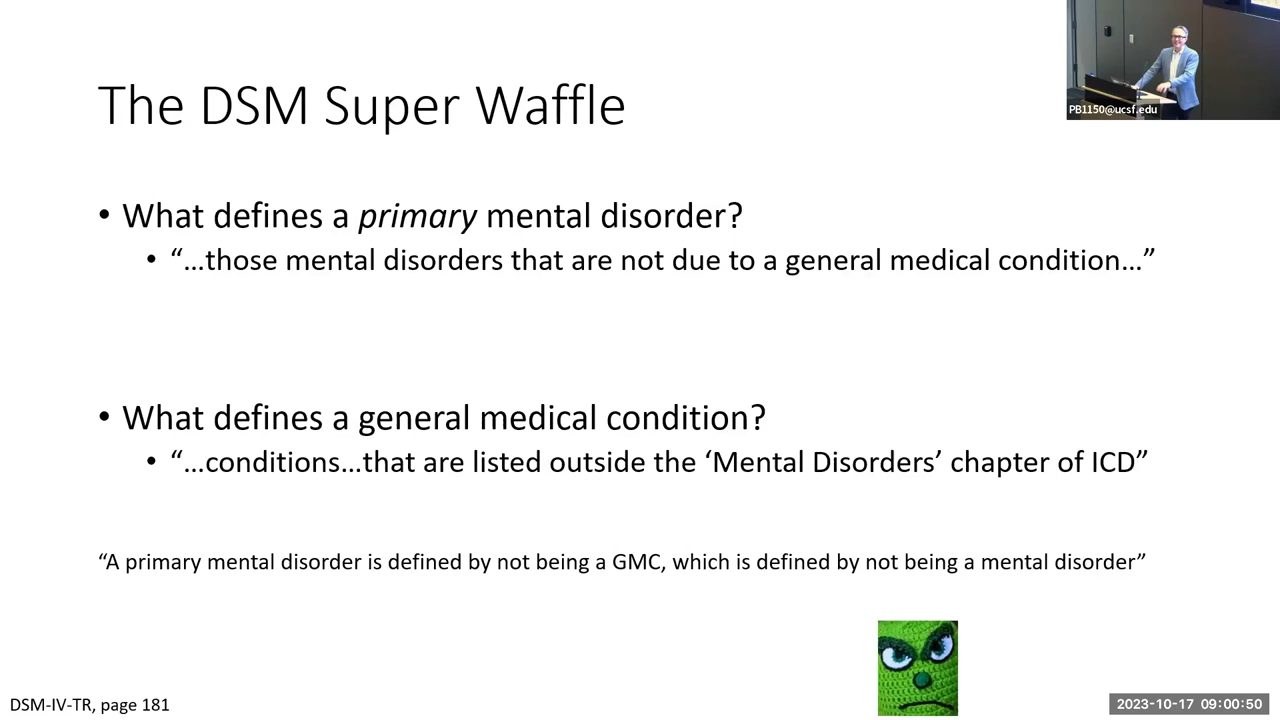 The DSM Super Waffle
PB1150@ucsf.edu
• What defines a primary mental disorder?
• “…those mental disorders that are not due to a general medical condition…”
• What defines a general medical condition?
• “…conditions…that are listed outside the ‘Mental Disorders’ chapter of ICD”
“A primary mental disorder is defined by not being a GMC, which is defined by not being a mental disorder”
DSM-IV-TR, page 181
2023-10-17 09:00:50